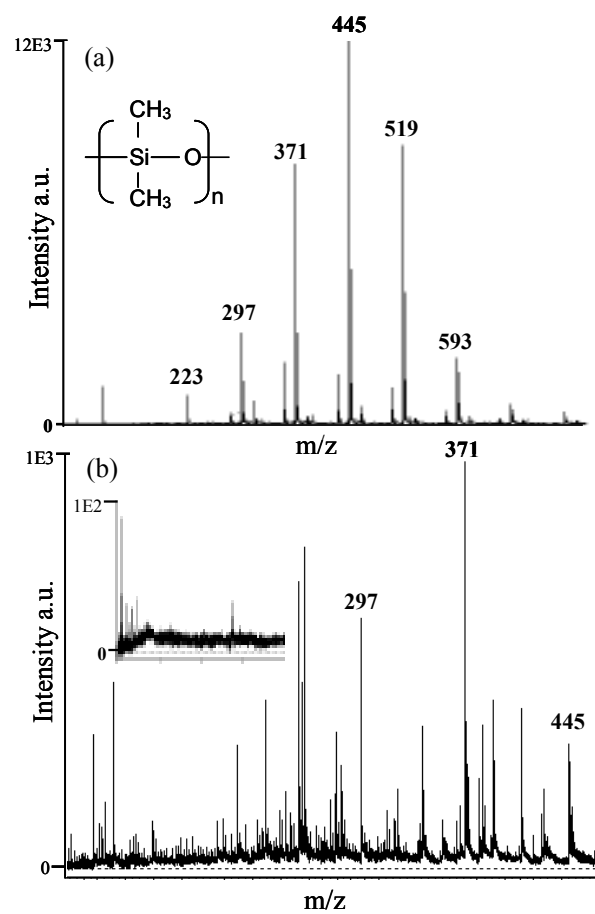 12E3
(a)
445
CH3
Si
O
n
CH3
371
519
297
593
223
Intensity a.u.
0
m/z
1E3
(b)
371
1E2
0
297
445
Intensity a.u.
0
m/z